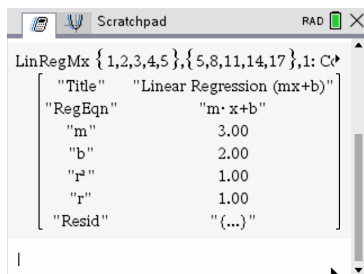 Scratchpad RAD
LinRegMx {1,2,3,4,5},{5,8,11,14,17},1: Co
"Title" "Linear Regression (mx+b)"
"RegEqn" "m·x+b"
"m" 3.00
"b" 2.00
"r²" 1.00
"r" 1.00
"Resid" "{...}"